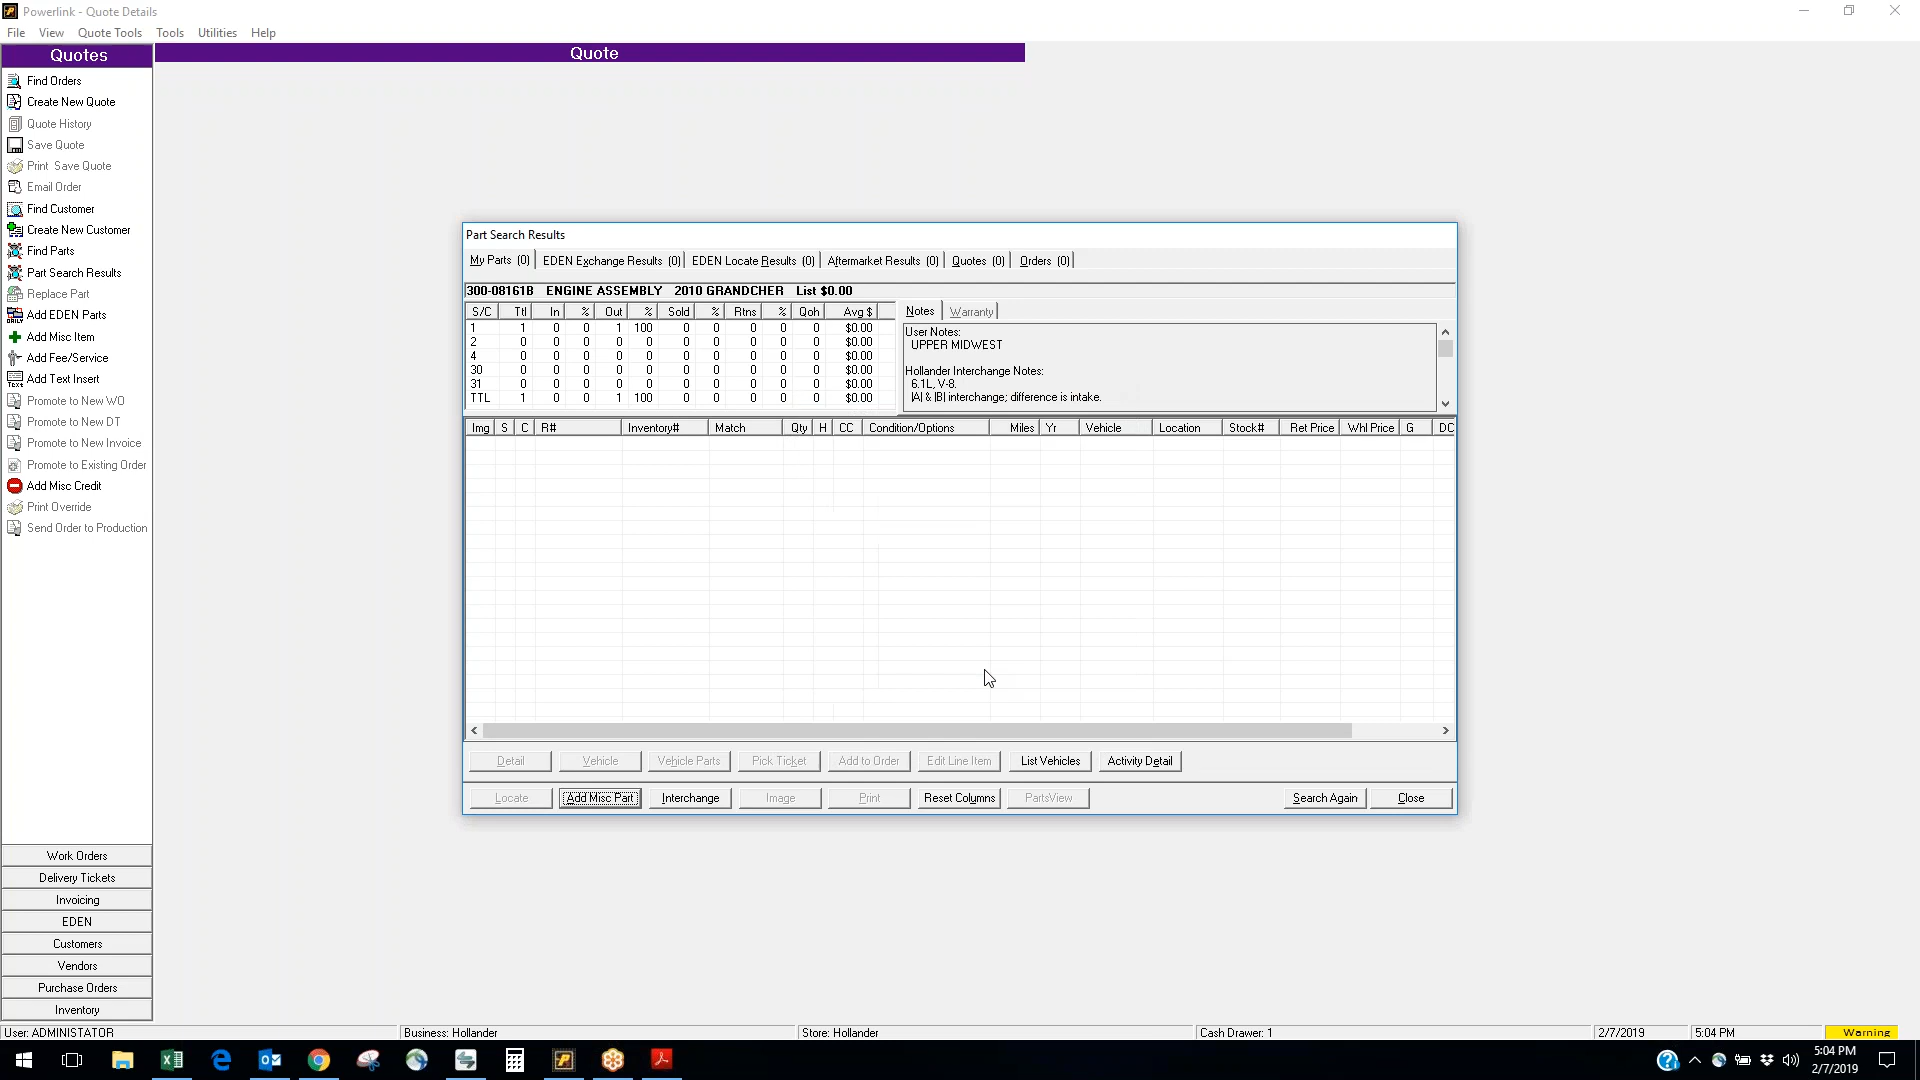 Powerlink - Quote Details
File View Quote Tools Tools Utilities Help
Quotes
Quote
Find Orders
Create New Quote
Quote History
Save Quote
Print Save Quote
Email Order
Find Customer
Create New Customer
Find Parts
Part Search Results
Replace Part
Add EDEN Parts
Add Misc Item
Add Fee/Service
Add Text Insert
Promote to New WO
Promote to New DT
Promote to New Invoice
Promote to Existing Order
Add Misc Credit
Print Override
Send Order to Production
Work Orders
Delivery Tickets
Invoicing
EDEN
Customers
Vendors
Purchase Orders
Inventory
Part Search Results
My Parts (0) EDEN Exchange Results (0) EDEN Locate Results (0) Aftermarket Results (0) Quotes (0) Orders (0)
300-08161B ENGINE ASSEMBLY 2010 GRANDCHER List $0.00
S/C Ttl In % Out % Sold % Rtns % Qoh Avg $
1 1 0 0 1 100 0 0 0 0 0 $0.00
2 0 0 0 0 0 0 0 0 0 0 $0.00
4 0 0 0 0 0 0 0 0 0 0 $0.00
30 0 0 0 0 0 0 0 0 0 0 $0.00
31 0 0 0 0 0 0 0 0 0 0 $0.00
TTL 1 0 0 1 100 0 0 0 0 0 $0.00
Notes Warranty
User Notes:
UPPER MIDWEST
Hollander Interchange Notes:
6.1L, V-8.
|A| & |B| interchange; difference is intake.
Img S C R# Inventory# Match Qty H CC Condition/Options Miles Yr Vehicle Location Stock# Ret Price Whl Price G DC
Detail Vehicle Vehicle Parts Pick Ticket Add to Order Edit Line Item List Vehicles Activity Detail
Locate Add Misc Part Interchange Image Print Reset Columns PartsView Search Again Close
User: ADMINISTATOR Business: Hollander Store: Hollander Cash Drawer: 1 2/7/2019 5:04 PM Warning
5:04 PM
2/7/2019